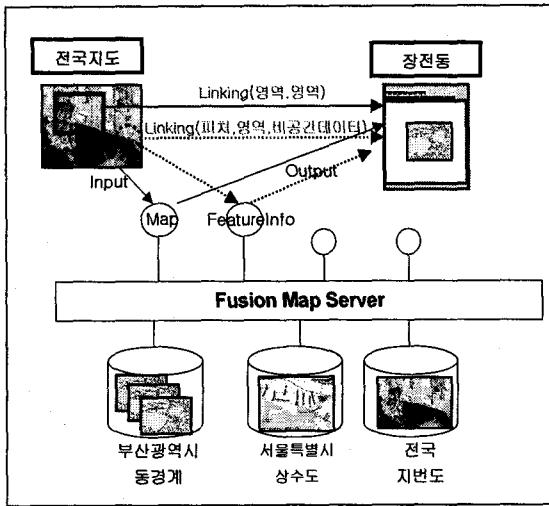 전국지도
장전동
Linking(영역.영역)
Linking(피처,영역,비공간데이터)
Input
Output
Map
FeatureInfo
Fusion Map Server
부산광역시
동경계
서울특별시
상수도
전국
지번도